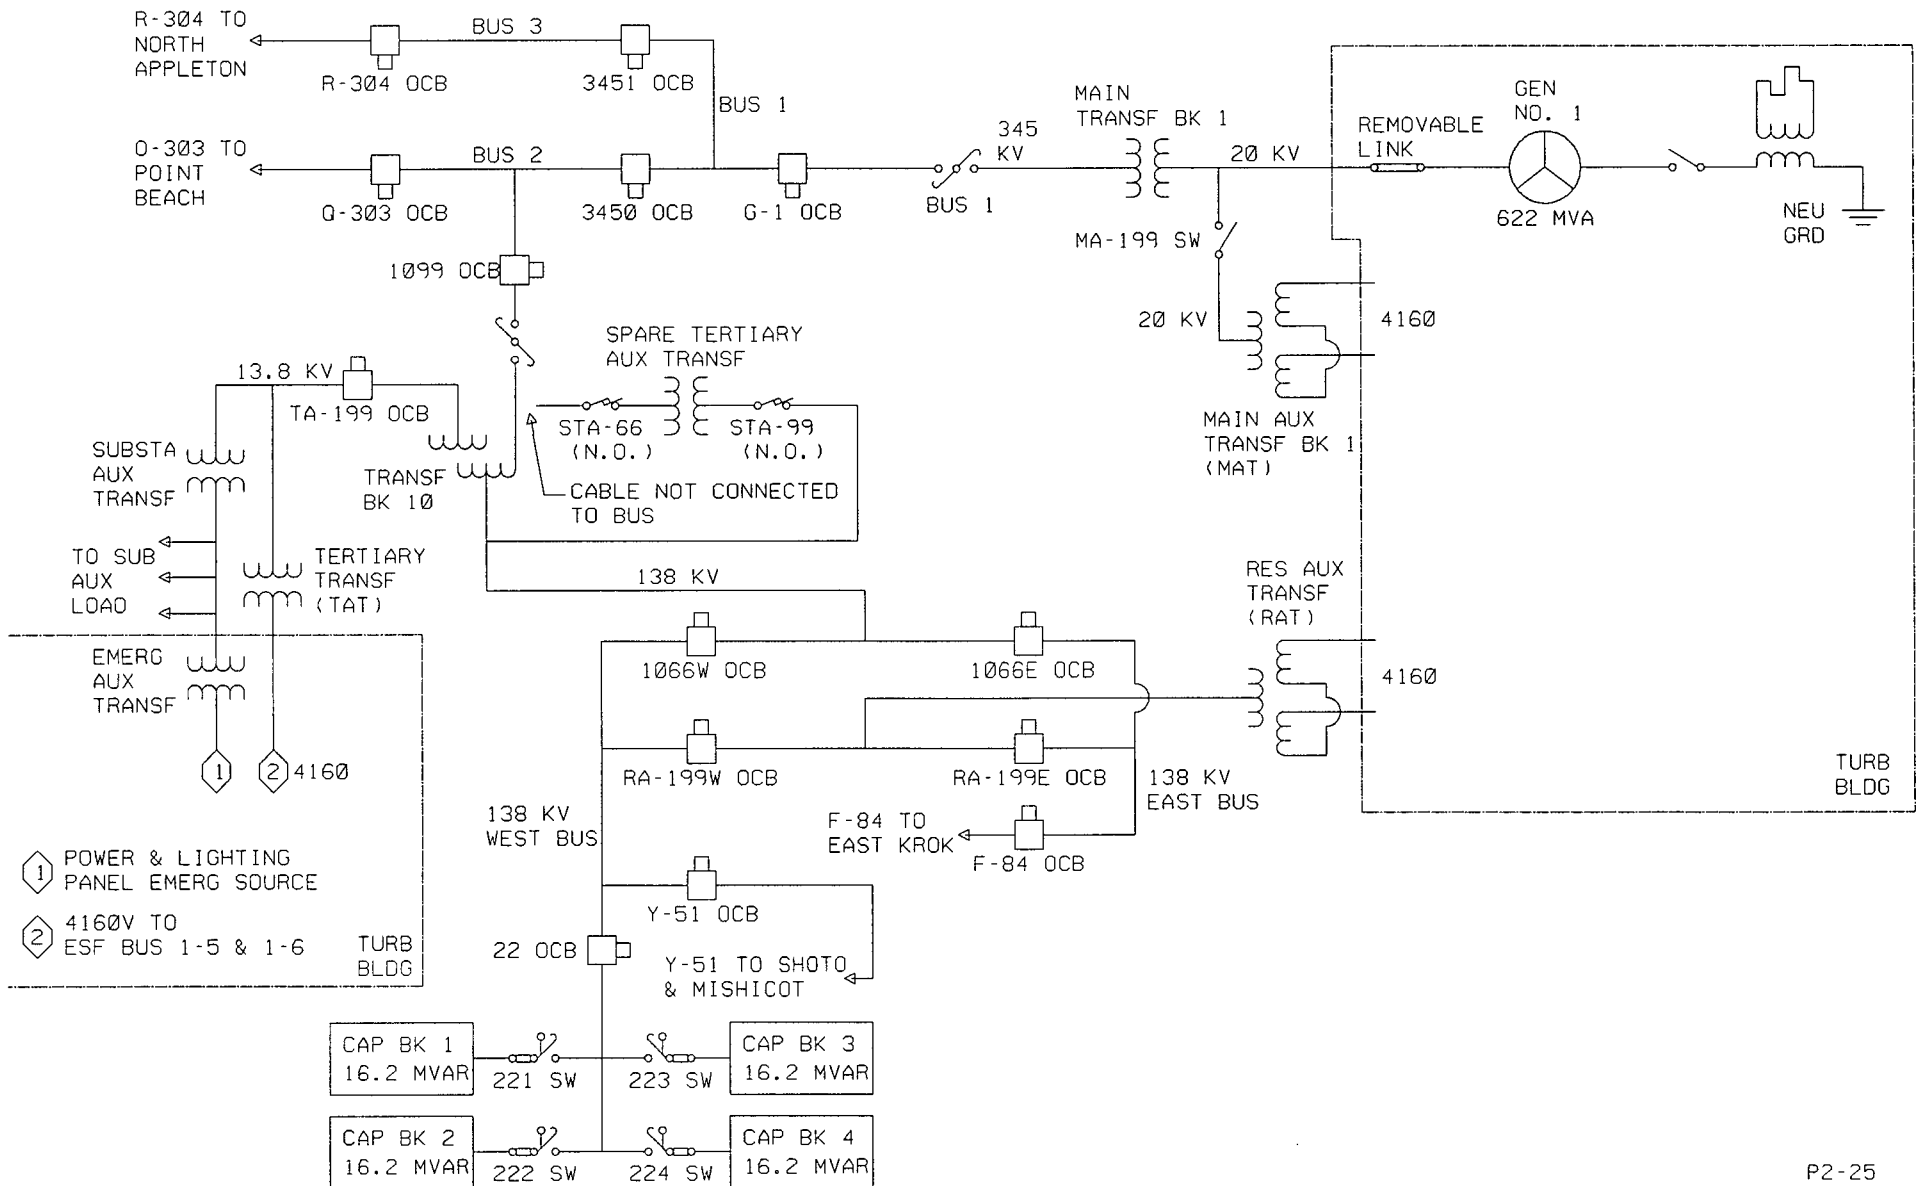 R-304 TO
NORTH
APPLETON
BUS 3
R-304 OCB
3451 OCB
BUS 1
Q-303 TO
POINT
BEACH
BUS 2
Q-303 OCB
3450 OCB
G-1 OCB
BUS 1
345
KV
MAIN
TRANSF BK 1
20 KV
REMOVABLE
LINK
GEN
NO. 1
622 MVA
NEU
GRD
1099 OCB
MA-199 SW
20 KV
4160
MAIN AUX
TRANSF BK 1
(MAT)
SPARE TERTIARY
AUX TRANSF
13.8 KV
TA-199 OCB
STA-66
(N.O.)
STA-99
(N.O.)
SUBSTA
AUX
TRANSF
TRANSF
BK 10
CABLE NOT CONNECTED
TO BUS
TO SUB
AUX
LOAD
TERTIARY
TRANSF
(TAT)
138 KV
RES AUX
TRANSF
(RAT)
4160
EMERG
AUX
TRANSF
1066W OCB
1066E OCB
1
2
4160
RA-199W OCB
RA-199E OCB
138 KV
EAST BUS
TURB
BLDG
138 KV
WEST BUS
F-84 TO
EAST KROK
F-84 OCB
1 POWER & LIGHTING
PANEL EMERG SOURCE
2 4160V TO
ESF BUS 1-5 & 1-6
TURB
BLDG
Y-51 OCB
22 OCB
Y-51 TO SHOTO
& MISHICOT
CAP BK 1
16.2 MVAR
221 SW
223 SW
CAP BK 3
16.2 MVAR
CAP BK 2
16.2 MVAR
222 SW
224 SW
CAP BK 4
16.2 MVAR
P2-25